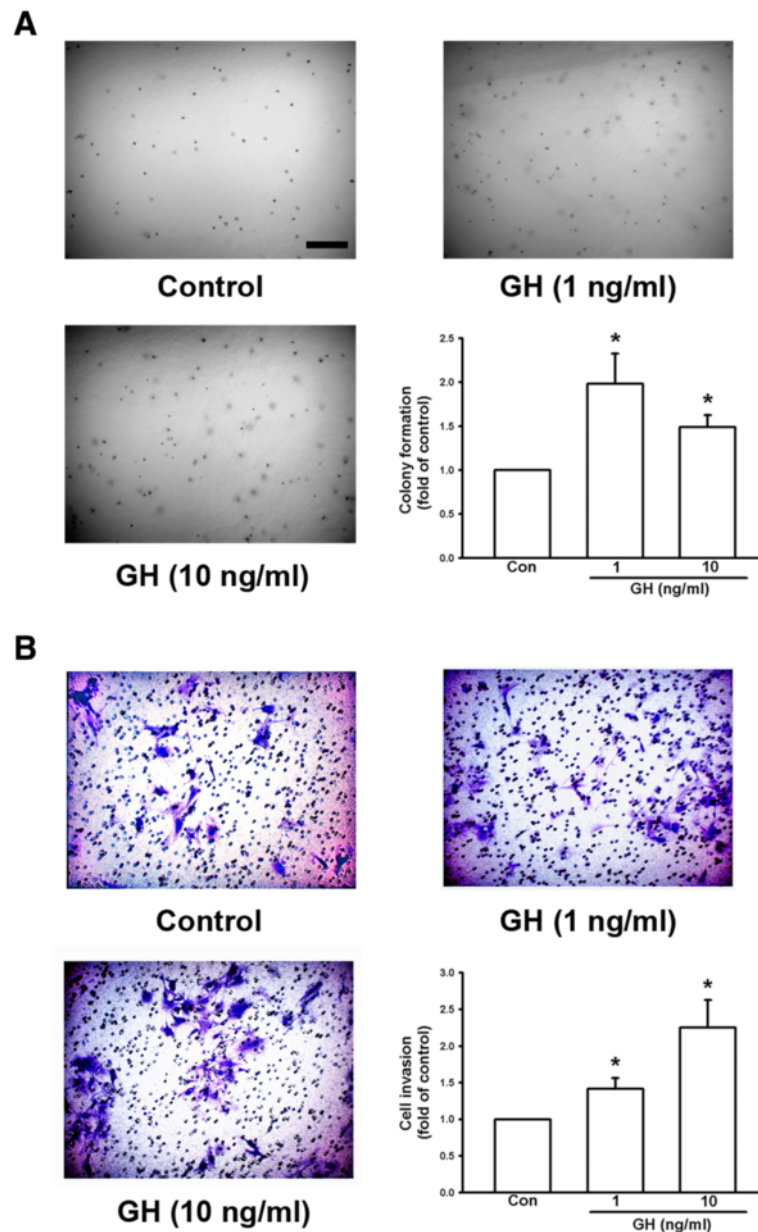 A
Control
GH (1 ng/ml)
GH (10 ng/ml)
Colony formation
(fold of control)
2.5
2.0
1.5
1.0
0.5
0.0
*
*
Con
1
10
GH (ng/ml)
B
Control
GH (1 ng/ml)
GH (10 ng/ml)
Cell invasion
(fold of control)
3.0
2.5
2.0
1.5
1.0
0.5
0.0
*
*
Con
1
10
GH (ng/ml)